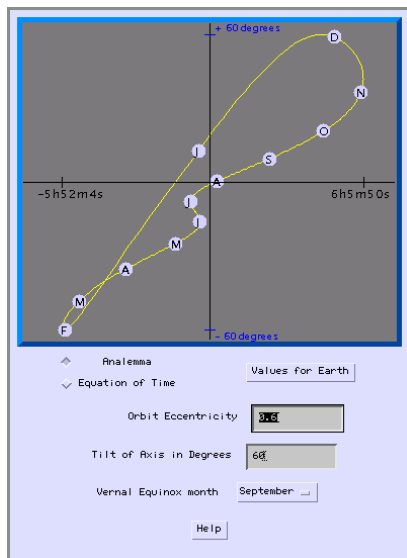 + 60 degrees
D
N
O
J
S
A
-5h52m4s
6h5m50s
J
J
M
A
M
F
- 60 degrees
Analemma
Equation of Time
Values for Earth
Orbit Eccentricity 0.6
Tilt of Axis in Degrees 60
Vernal Equinox month September
Help